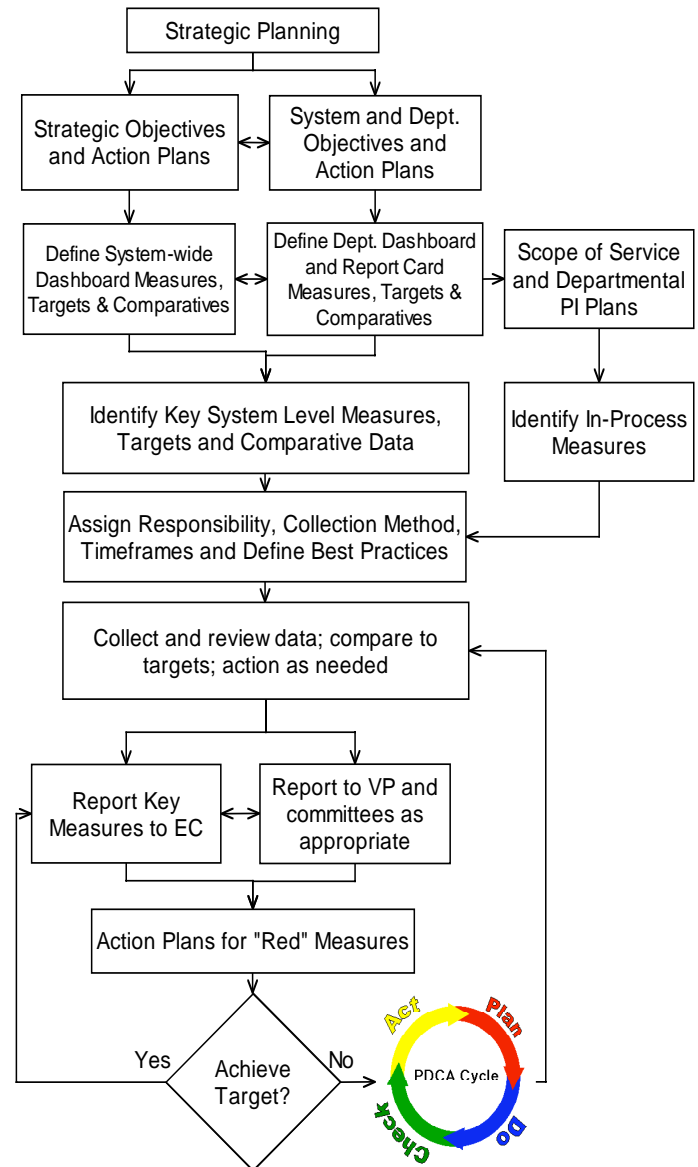 Strategic Planning
Strategic Objectives
and Action Plans
System and Dept.
Objectives and
Action Plans
Define System-wide
Dashboard Measures,
Targets & Comparatives
Define Dept. Dashboard
and Report Card
Measures, Targets &
Comparatives
Scope of Service
and Departmental
PI Plans
Identify Key System Level Measures,
Targets and Comparative Data
Identify In-Process
Measures
Assign Responsibility, Collection Method,
Timeframes and Define Best Practices
Collect and review data; compare to
targets; action as needed
Report Key
Measures to EC
Report to VP and
committees as
appropriate
Action Plans for "Red" Measures
Achieve
Target?
Yes
No
Act
Plan
PDCA Cycle
Check
Do